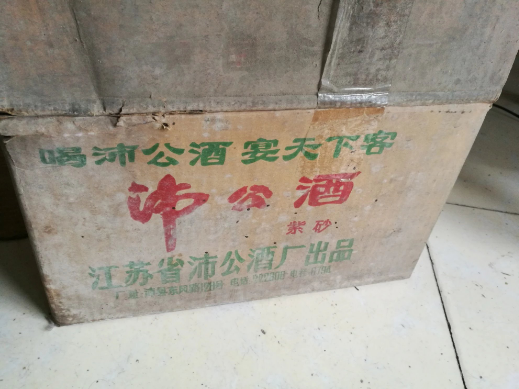 喝沛公酒 宴天下客
沛公酒
紫砂
江苏省沛公酒厂出品